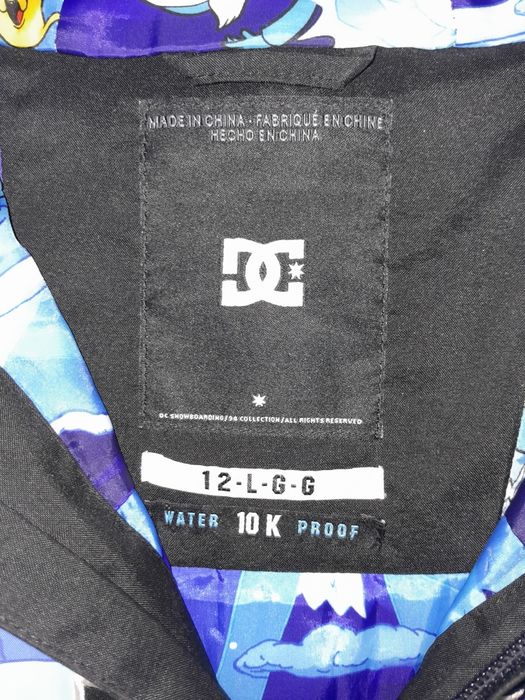 MADE IN CHINA · FABRIQUÉ EN CHINE
HECHO EN CHINA
DC
DC SNOWBOARDING/94 COLLECTION/ALL RIGHTS RESERVED
12-L-G-G
WATER 10K PROOF